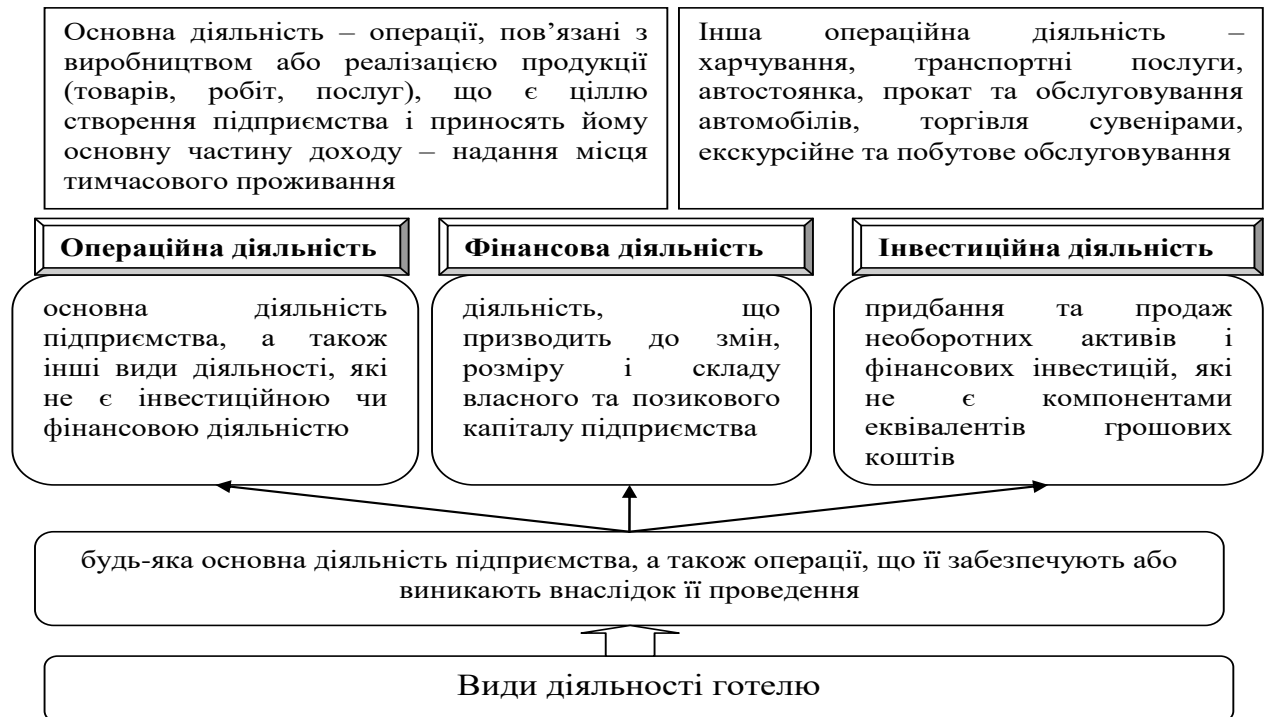 Основна діяльність – операції, пов’язані з
виробництвом або реалізацією продукції
(товарів, робіт, послуг), що є ціллю
створення підприємства і приносять йому
основну частину доходу – надання місця
тимчасового проживання
Інша операційна діяльність –
харчування, транспортні послуги,
автостоянка, прокат та обслуговування
автомобілів, торгівля сувенірами,
екскурсійне та побутове обслуговування
Операційна діяльність
Фінансова діяльність
Інвестиційна діяльність
основна діяльність
підприємства, а також
інші види діяльності, які
не є інвестиційною чи
фінансовою діяльністю
діяльність, що
призводить до змін,
розміру і складу
власного та позикового
капіталу підприємства
придбання та продаж
необоротних активів і
фінансових інвестицій, які
не є компонентами
еквівалентів грошових
коштів
будь-яка основна діяльність підприємства, а також операції, що її забезпечують або
виникають внаслідок її проведення
Види діяльності готелю